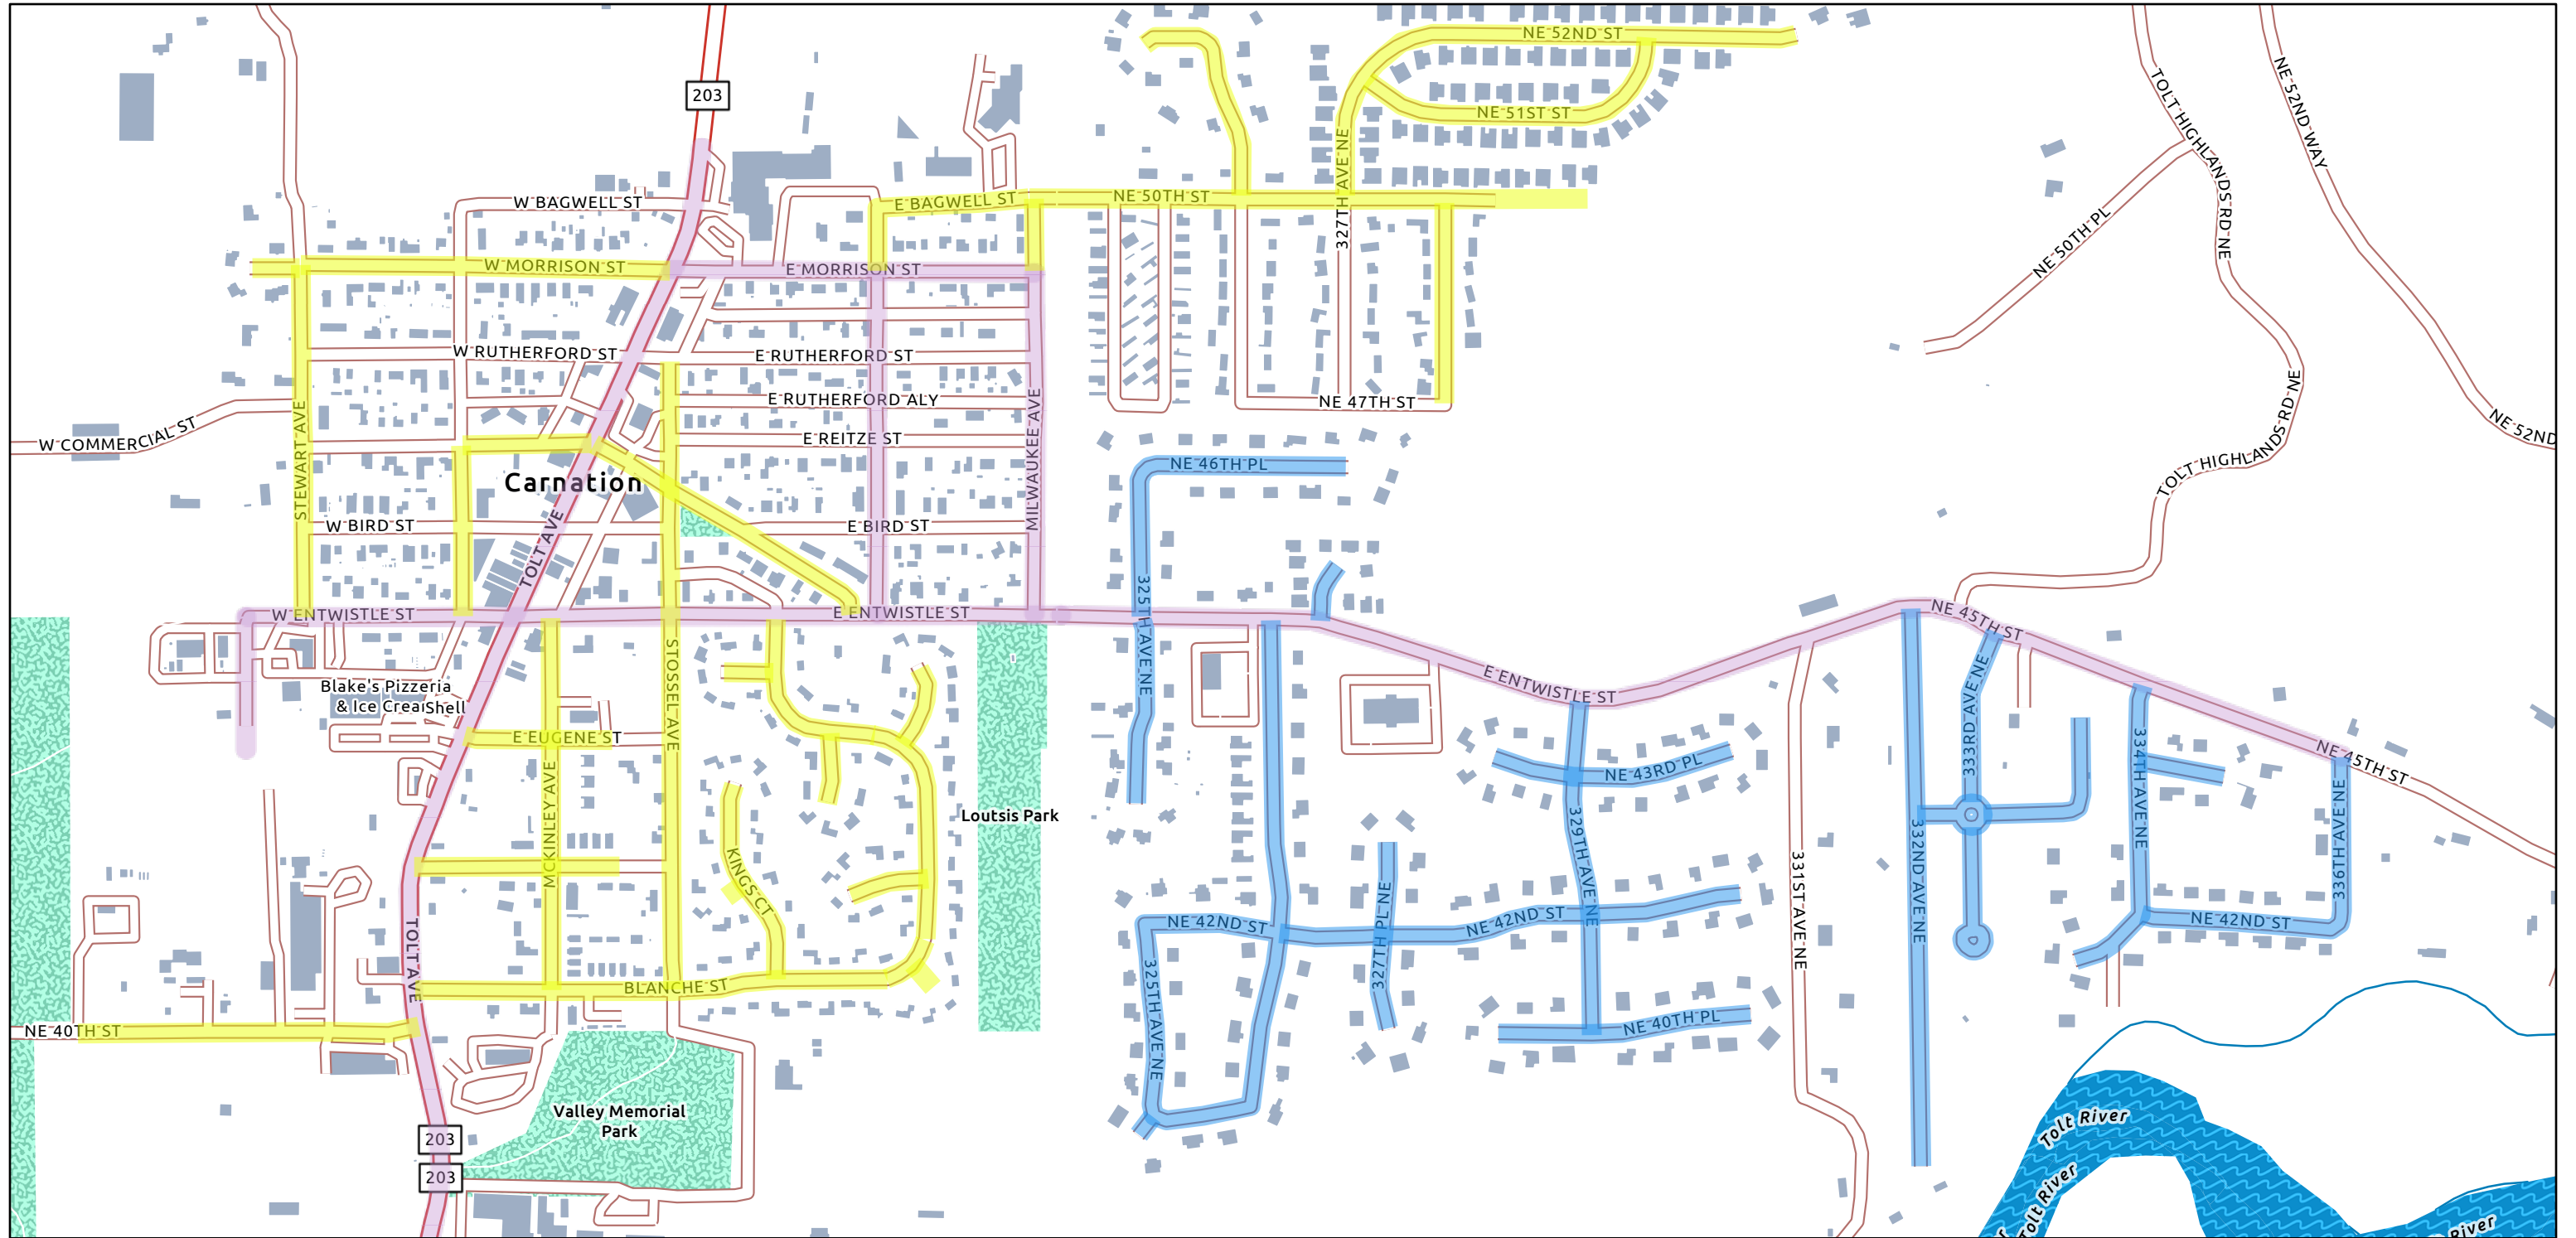 NE 52ND ST
NE 52ND WAY
TOLT HIGHLANDS RD NE
203
NE 51ST ST
327TH AVE NE
W BAGWELL ST
E BAGWELL ST
NE 50TH ST
NE 50TH PL
W MORRISON ST
E MORRISON ST
W RUTHERFORD ST
E RUTHERFORD ST
E RUTHERFORD ALY
NE 47TH ST
TOLT HIGHLANDS RD NE
NE 52ND
W COMMERCIAL ST
STEWART AVE
E REITZE ST
MILWAUKEE AVE
NE 46TH PL
Carnation
W BIRD ST
E BIRD ST
TOLT AVE
W ENTWISTLE ST
E ENTWISTLE ST
325TH AVE NE
NE 45TH ST
E ENTWISTLE ST
STOSSEL AVE
333RD AVE NE
Blake's Pizzeria
& Ice Cream
Shell
E EUGENE ST
NE 43RD PL
334TH AVE NE
NE 45TH ST
MCKINLEY AVE
Loutsis Park
KINGS CT
329TH AVE NE
331ST AVE NE
332ND AVE NE
336TH AVE NE
NE 42ND ST
NE 42ND ST
NE 42ND ST
327TH PL NE
TOLT AVE
BLANCHE ST
325TH AVE NE
NE 40TH ST
NE 40TH PL
Valley Memorial
Park
203
203
Tolt River
Tolt River
River